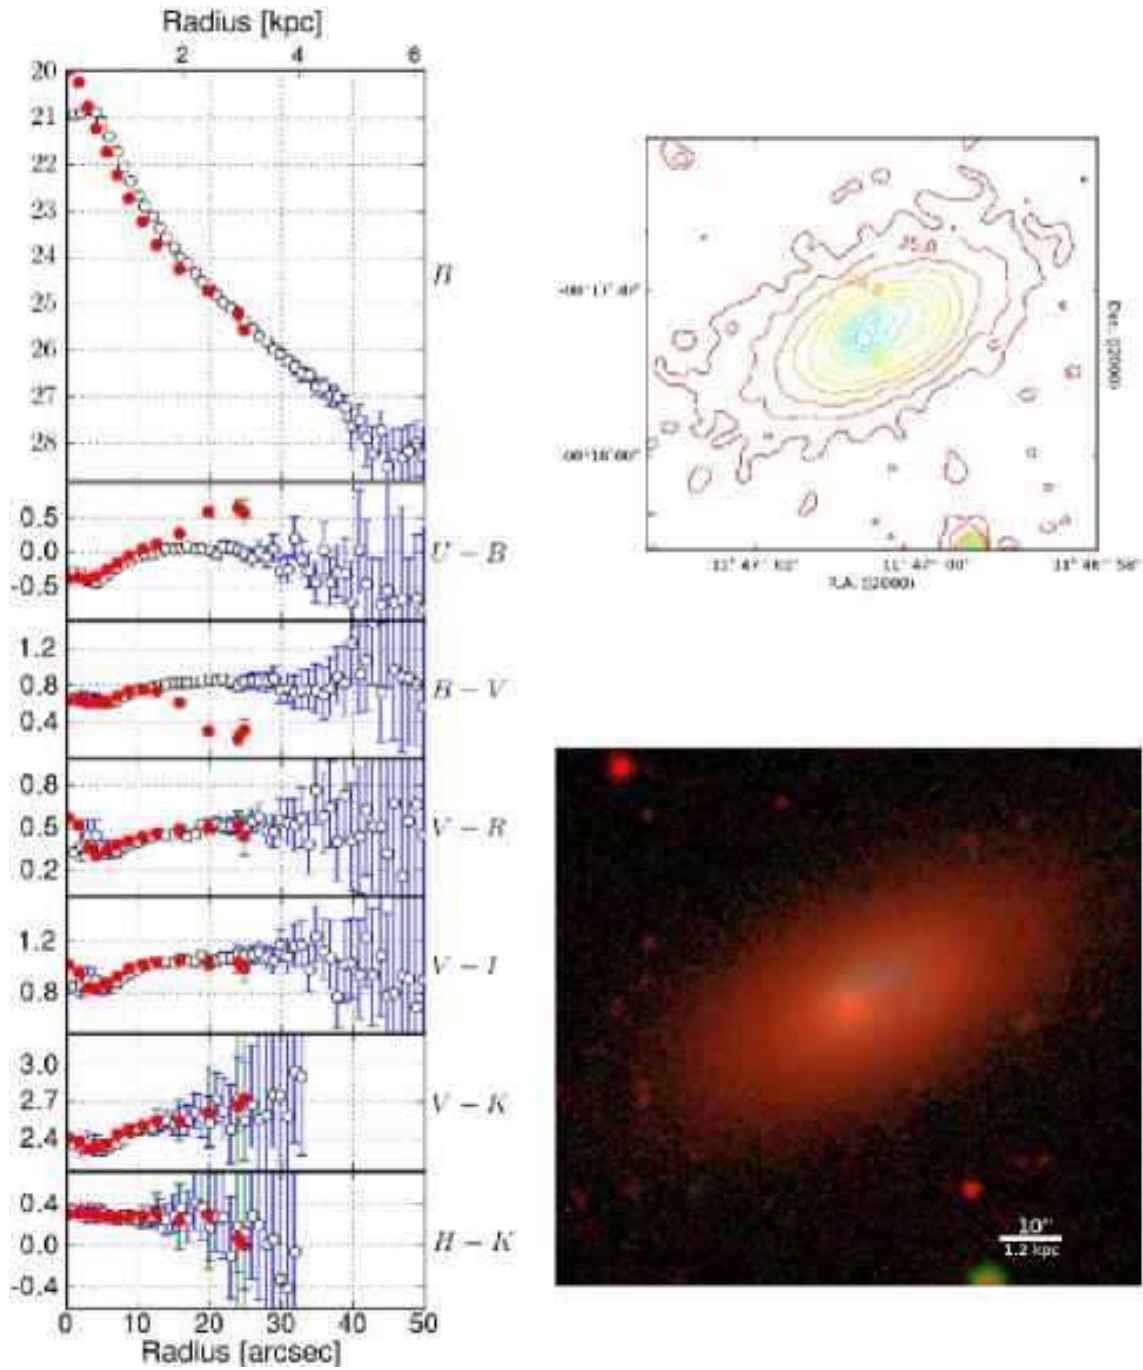 Radius [kpc]
2 4 6
20
21
22
23
24
25
26
27
28
B
0.5
0.0
-0.5
U − B
1.2
0.8
0.4
B − V
0.8
0.5
0.2
V − R
1.2
0.8
V − I
3.0
2.7
2.4
V − K
0.4
0.0
-0.4
H − K
0 10 20 30 40 50
Radius [arcsec]
25.0
Dec. (J2000)
R.A. (J2000)
10"
1.2 kpc